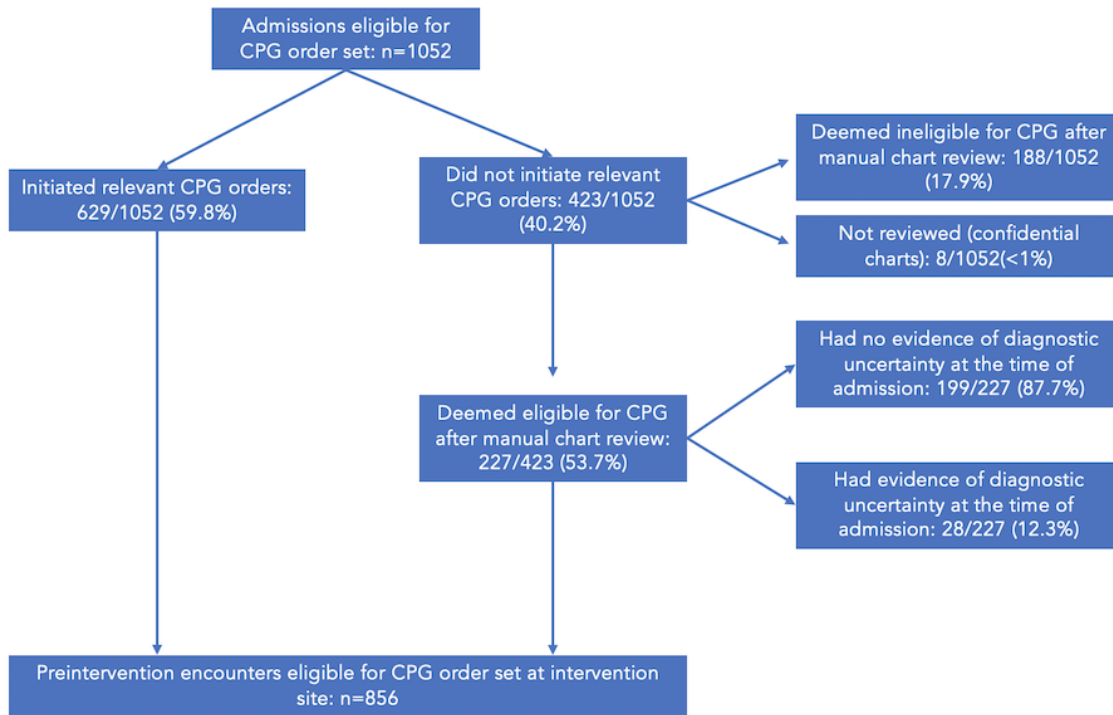 Admissions eligible for
CPG order set: n=1052
Initiated relevant CPG orders:
629/1052 (59.8%)
Did not initiate relevant
CPG orders: 423/1052
(40.2%)
Deemed ineligible for CPG after
manual chart review: 188/1052
(17.9%)
Not reviewed (confidential
charts): 8/1052(<1%)
Had no evidence of diagnostic
uncertainty at the time of
admission: 199/227 (87.7%)
Deemed eligible for CPG
after manual chart review:
227/423 (53.7%)
Had evidence of diagnostic
uncertainty at the time of
admission: 28/227 (12.3%)
Preintervention encounters eligible for CPG order set at intervention
site: n=856